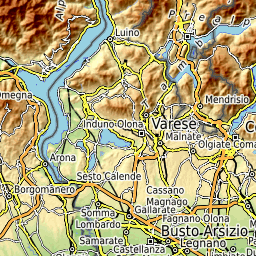 Luino
Omegna
Mendrisio
Induno Olona
Varese
Malnate
Olgiate Coma
Arona
Sesto Calende
Borgomanero
Cassano
Magnago
Somma
Gallarate
Fagnano Olona
Lombardo
Busto Arsizio
Samarate
Legnano
Castellanza